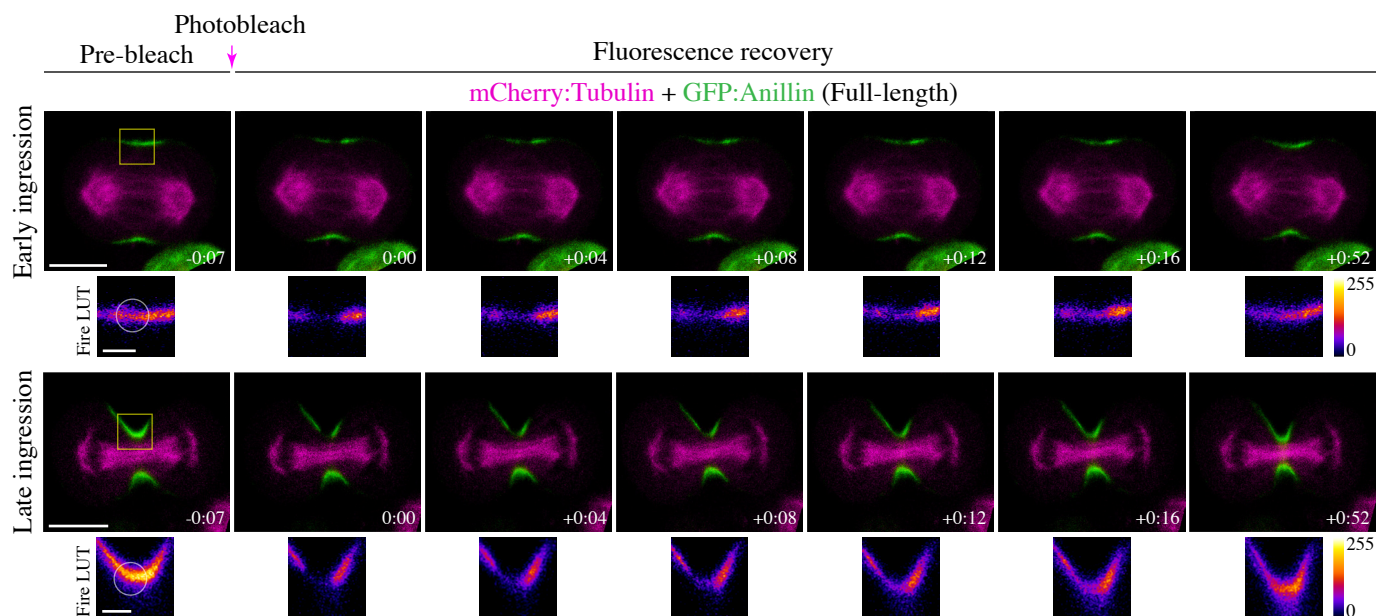 Photobleach
Pre-bleach
Fluorescence recovery
mCherry:Tubulin + GFP:Anillin (Full-length)
Early ingression
-0:07
0:00
+0:04
+0:08
+0:12
+0:16
+0:52
Fire LUT
255
0
Late ingression
-0:07
0:00
+0:04
+0:08
+0:12
+0:16
+0:52
Fire LUT
255
0